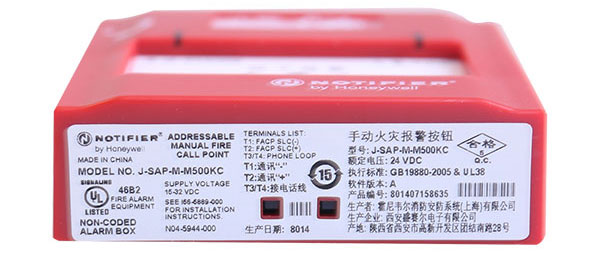 NOTIFIER®
by Honeywell
NOTIFIER®
by Honeywell
MADE IN CHINA
ADDRESSABLE
MANUAL FIRE
CALL POINT
MODEL NO. J-SAP-M-M500KC
SIGNALING
UL
LISTED
46B2
FIRE ALARM
EQUIPMENT
NON-CODED
ALARM BOX
SUPPLY VOLTAGE
15-32 VDC
SEE I56-5889-000
FOR INSTALLATION
INSTRUCTIONS.
N04-5944-000
TERMINALS LIST:
T1: FACP SLC(-)
T2: FACP SLC(+)
T3/T4: PHONE LOOP
T1:通讯"-"
T2:通讯"+"
T3/T4:接电话线
15
生产日期: 8014
手动火灾报警按钮
型号: J-SAP-M-M500KC
额定电压: 24 VDC
执行标准: GB19880-2005 & UL38
软件版本: A
产品编号: 801407158635
生产者: 霍尼韦尔消防安防系统(上海)有限公司
生产企业: 西安盛赛尔电子有限公司
产地: 陕西省西安市高新开发区团结南路28号
合格
5
Q.C.